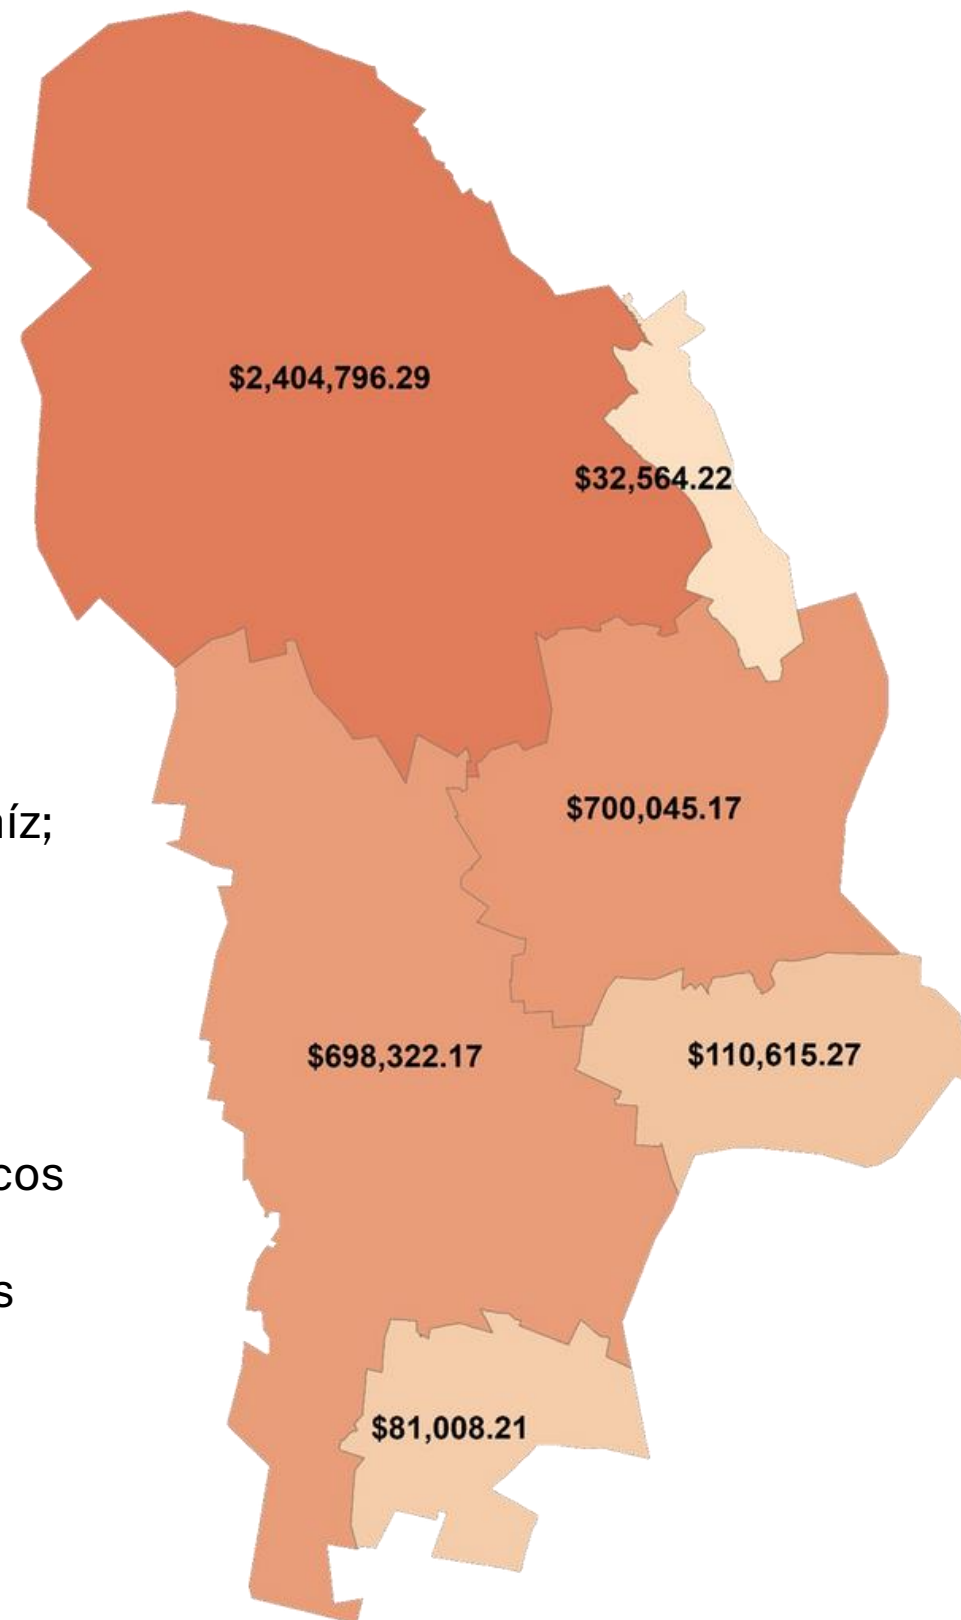 $2,404,796.29
$32,564.22
$700,045.17
íz;
$698,322.17
$110,615.27
cos
s
$81,008.21